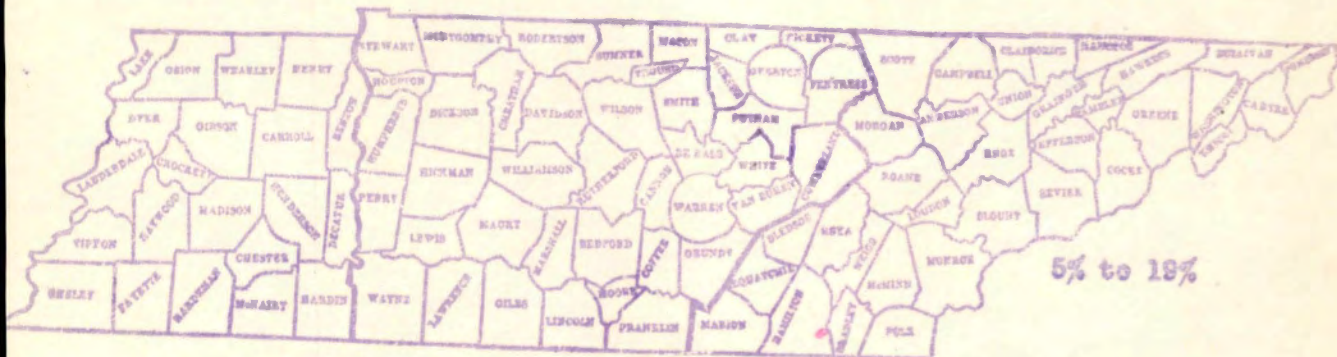 STEWART MONTGOMERY ROBERTSON SUMNER MACON CLAY PICKETT SCOTT CAMPBELL CLAIBORNE HANCOCK HAWKINS SULLIVAN
LAKE OBION WEAKLEY HENRY HOUSTON TROUSDALE JACKSON OVERTON FENTRESS UNION GRAINGER HAMBLEN GREENE WASHINGTON CARTER
DYER GIBSON CARROLL BENTON HUMPHREYS DICKSON CHEATHAM DAVIDSON WILSON SMITH PUTNAM MORGAN ANDERSON KNOX JEFFERSON COCKE
LAUDERDALE CROCKETT HICKMAN WILLIAMSON RUTHERFORD CANNON DE KALB WHITE CUMBERLAND ROANE LOUDON SEVIER
TIPTON HAYWOOD MADISON HENDERSON DECATUR PERRY LEWIS MAURY MARSHALL BEDFORD WARREN VAN BUREN BLEDSOE RHEA MEIGS BLOUNT
CHESTER COFFEE GRUNDY SEQUATCHIE McMINN MONROE
5% to 19%
SHELBY FAYETTE HARDEMAN McNAIRY HARDIN WAYNE LAWRENCE GILES LINCOLN MOORE FRANKLIN MARION HAMILTON BRADLEY POLK